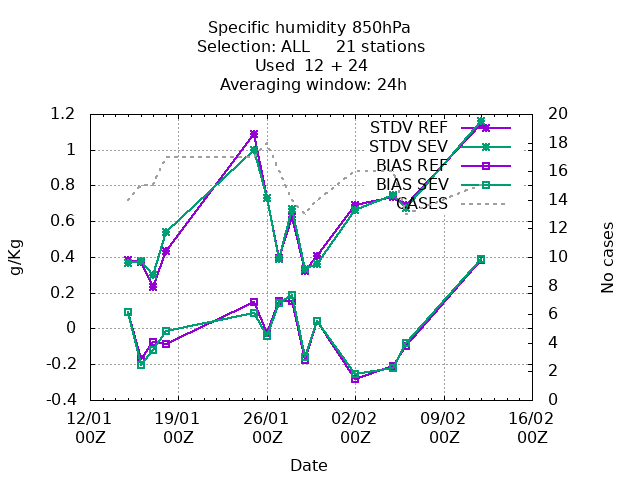 Specific humidity 850hPa
Selection: ALL 21 stations
Used 12 + 24
Averaging window: 24h
1.2
1
0.8
0.6
0.4
0.2
0
-0.2
-0.4
g/Kg
20
18
16
14
12
10
8
6
4
2
0
No cases
STDV REF
STDV SEV
BIAS REF
BIAS SEV
CASES
12/01 19/01 26/01 02/02 09/02 16/02
00Z 00Z 00Z 00Z 00Z 00Z
Date